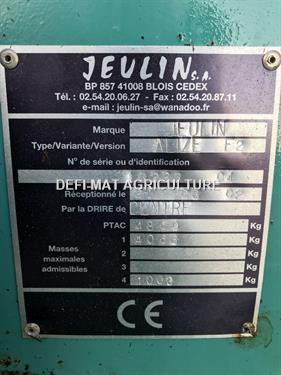 JEULIN S.A.
BP 857 41008 BLOIS CEDEX
Tél. : 02.54.20.06.27 - Fax : 02.54.20.87.11
e-mail : jeulin-sa@wanadoo.fr
Marque JEULIN
Type/Variante/Version ALIZE F2
N° de série ou d'identification
DEFI-MAT AGRICULTURE
Réceptionné le
Par la DRIRE de CENTRE
PTAC Kg
1 Kg
Masses maximales admissibles
2 Kg
3 Kg
4 Kg
CE